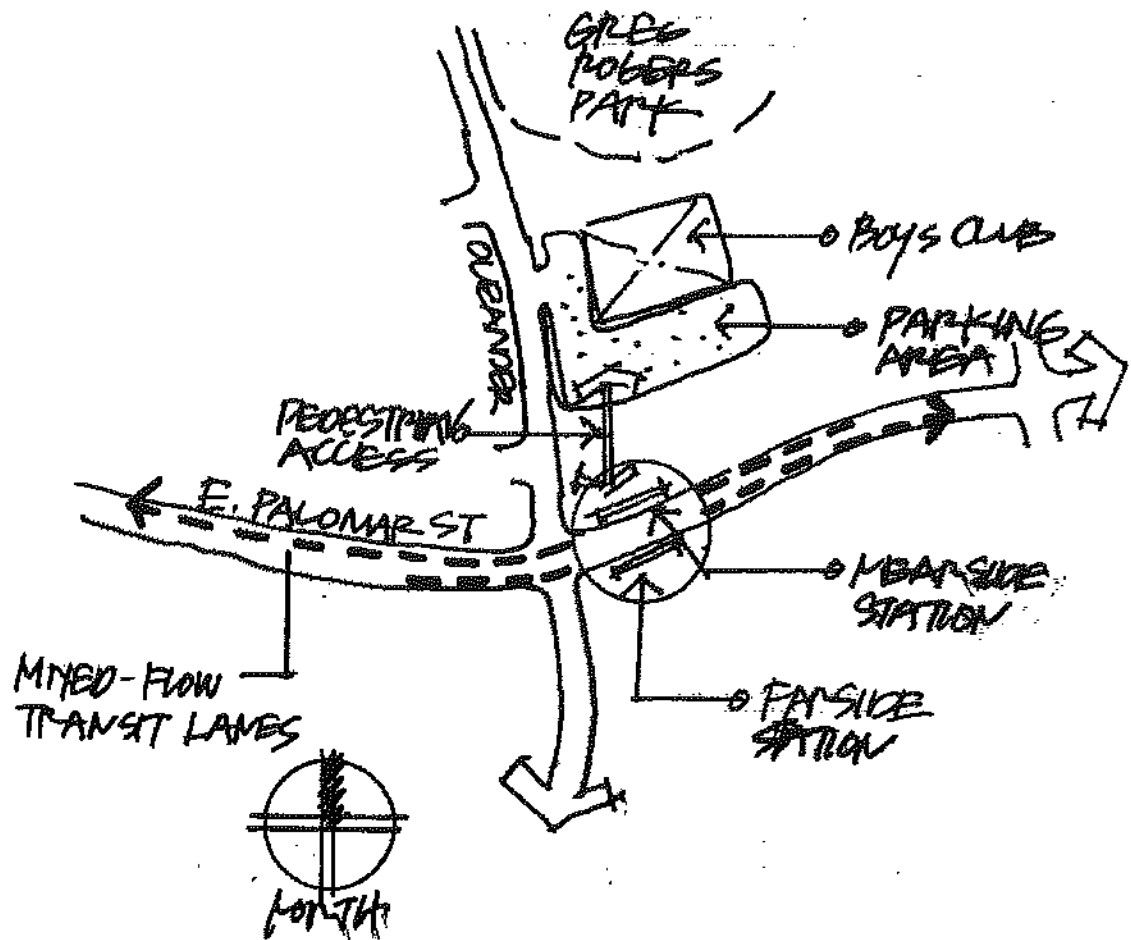 GREG
ROGERS
PARK
BOYS CLUB
OLEANDER
PARKING
AREA
PEDESTRIAN
ACCESS
E. PALOMAR ST
NEARSIDE
STATION
MIXED-FLOW
TRANSIT LANES
FARSIDE
STATION
NORTH